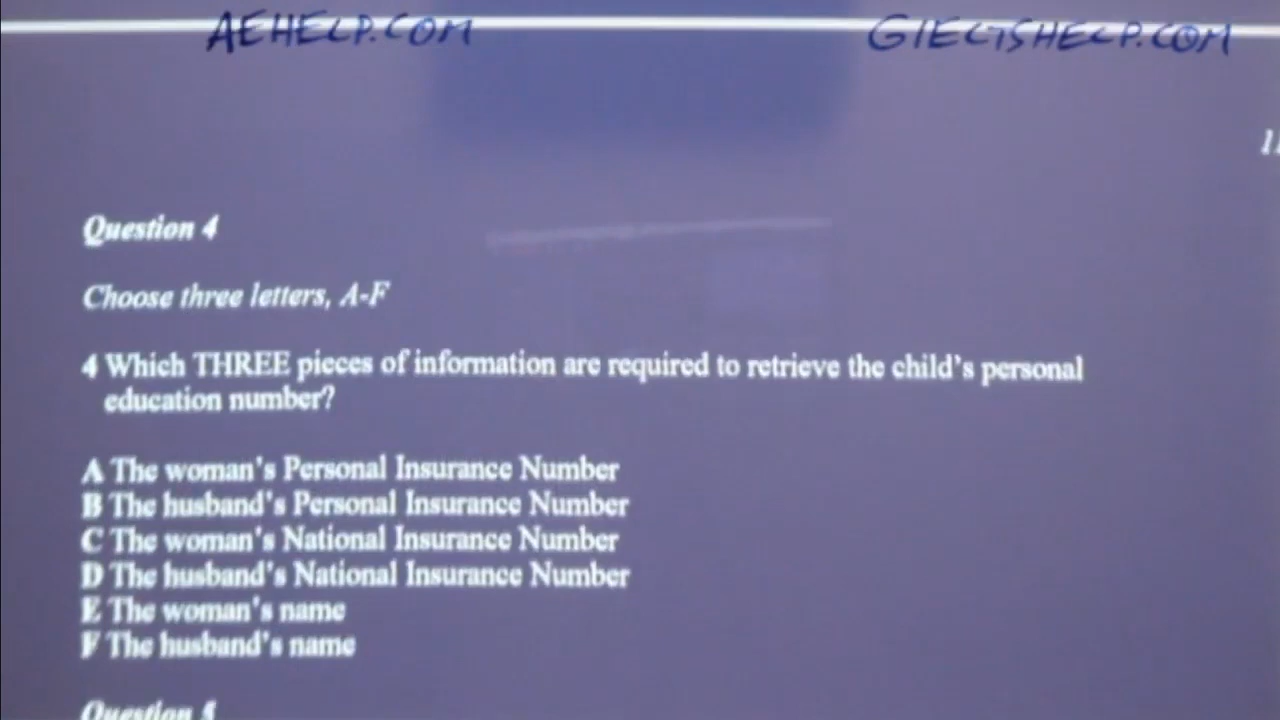 AEHELP.COM
GIELTSHELP.COM
Question 4
Choose three letters, A-F
4 Which THREE pieces of information are required to retrieve the child's personal
education number?
A The woman's Personal Insurance Number
B The husband's Personal Insurance Number
C The woman's National Insurance Number
D The husband's National Insurance Number
E The woman's name
F The husband's name
Question 5